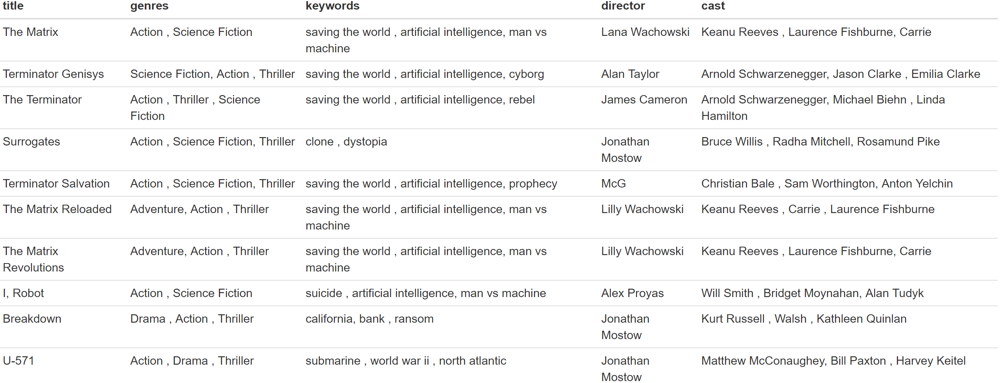 title genres keywords director cast
The Matrix Action , Science Fiction saving the world , artificial intelligence, man vs machine Lana Wachowski Keanu Reeves , Laurence Fishburne, Carrie
Terminator Genisys Science Fiction, Action , Thriller saving the world , artificial intelligence, cyborg Alan Taylor Arnold Schwarzenegger, Jason Clarke , Emilia Clarke
The Terminator Action , Thriller , Science Fiction saving the world , artificial intelligence, rebel James Cameron Arnold Schwarzenegger, Michael Biehn , Linda Hamilton
Surrogates Action , Science Fiction, Thriller clone , dystopia Jonathan Mostow Bruce Willis , Radha Mitchell, Rosamund Pike
Terminator Salvation Action , Science Fiction, Thriller saving the world , artificial intelligence, prophecy McG Christian Bale , Sam Worthington, Anton Yelchin
The Matrix Reloaded Adventure, Action , Thriller saving the world , artificial intelligence, man vs machine Lilly Wachowski Keanu Reeves , Carrie , Laurence Fishburne
The Matrix Revolutions Adventure, Action , Thriller saving the world , artificial intelligence, man vs machine Lilly Wachowski Keanu Reeves , Laurence Fishburne, Carrie
I, Robot Action , Science Fiction suicide , artificial intelligence, man vs machine Alex Proyas Will Smith , Bridget Moynahan, Alan Tudyk
Breakdown Drama , Action , Thriller california, bank , ransom Jonathan Mostow Kurt Russell , Walsh , Kathleen Quinlan
U-571 Action , Drama , Thriller submarine , world war ii , north atlantic Jonathan Mostow Matthew McConaughey, Bill Paxton , Harvey Keitel